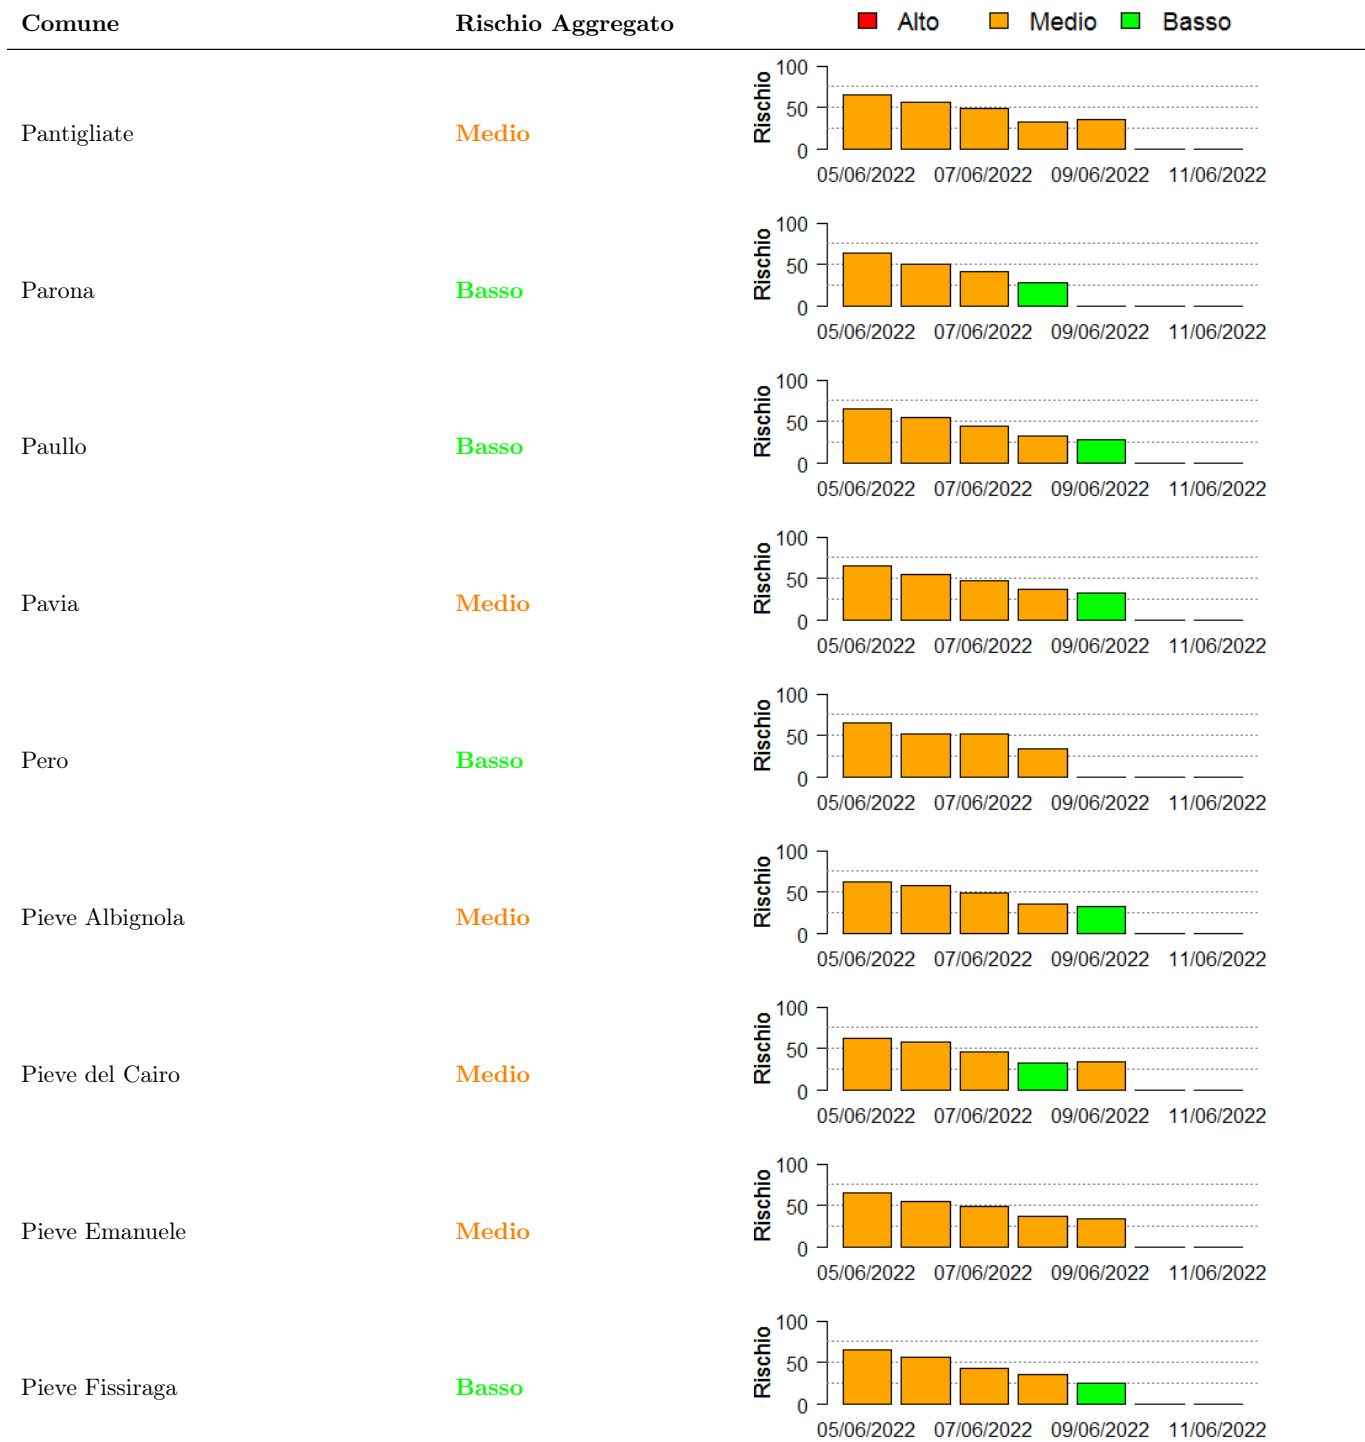 Comune Rischio Aggregato Alto Medio Basso
100
50
0
Rischio
Pantigliate Medio
05/06/2022 07/06/2022 09/06/2022 11/06/2022
100
50
0
Rischio
Parona Basso
05/06/2022 07/06/2022 09/06/2022 11/06/2022
100
50
0
Rischio
Paullo Basso
05/06/2022 07/06/2022 09/06/2022 11/06/2022
100
50
0
Rischio
Pavia Medio
05/06/2022 07/06/2022 09/06/2022 11/06/2022
100
50
0
Rischio
Pero Basso
05/06/2022 07/06/2022 09/06/2022 11/06/2022
100
50
0
Rischio
Pieve Albignola Medio
05/06/2022 07/06/2022 09/06/2022 11/06/2022
100
50
0
Rischio
Pieve del Cairo Medio
05/06/2022 07/06/2022 09/06/2022 11/06/2022
100
50
0
Rischio
Pieve Emanuele Medio
05/06/2022 07/06/2022 09/06/2022 11/06/2022
100
50
0
Rischio
Pieve Fissiraga Basso
05/06/2022 07/06/2022 09/06/2022 11/06/2022